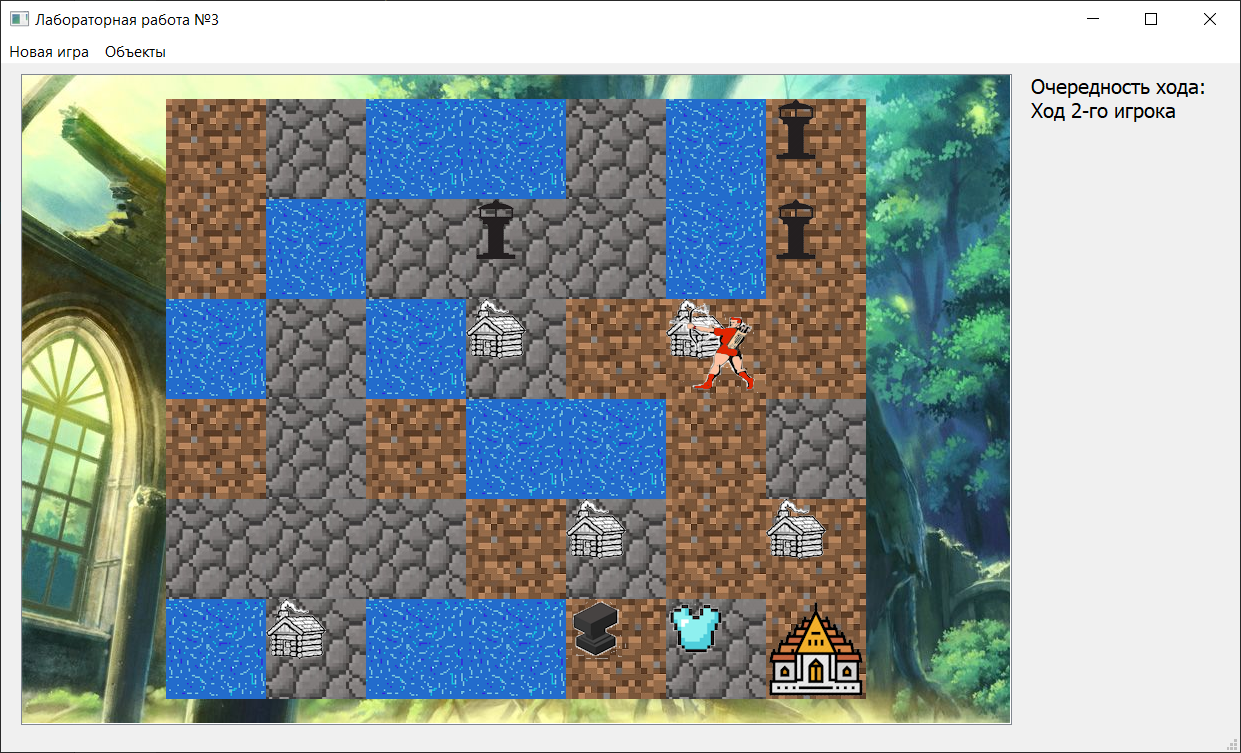 Лабораторная работа №3
Новая игра Объекты
Очередность хода:
Ход 2-го игрока